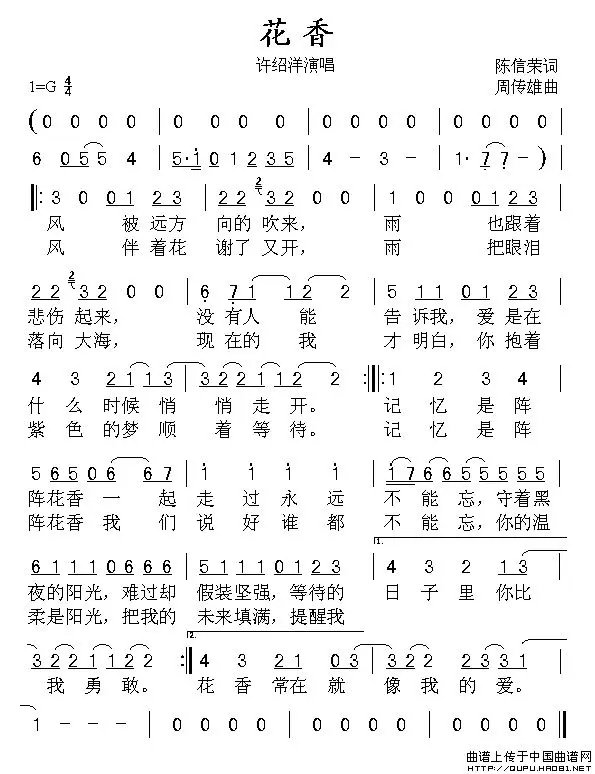 花香
许绍洋演唱
陈信荣词
1=G 4/4
周传雄曲
( 0 0 0 0 | 0 0 0 0 | 0 0 0 0 | 0 0 0 0 |
6 0 5 5 4 | 5· 1 0 1 2 3 5 | 4 - 3 - | 1· 7 7· - ) |
‖: 3 0 0 1 2 3 | 2 2 2 3 2 0 0 | 1 0 0 0 1 2 3 |
风 被 远方 向的 吹来， 雨 也跟着
风 伴 着花 谢了 又开， 雨 把眼泪
2 2 2 3 2 0 0 | 6 7 1 1 2 2 | 5 1 1 0 1 2 3 |
悲伤 起来， 没 有人 能 告 诉我，爱 是在
落向 大海， 现 在的 我 才 明白，你 抱着
4 3 2 1 1 3 | 3 2 2 1 1 - :‖: 1 2 3 4 |
什 么 时候 悄 悄走开。 记 忆 是 阵
紫 色 的梦 顺 着等待。 记 忆 是 阵
5 6 5 0 6 6 7 | 1 1 1 1 | 1 7 6 6 5 5 5 5 5 |
阵花香 一 起 走 过 永 远 不 能 忘，守着黑
阵花香 我 们 说 好 谁 都 不 能 忘，你的温
6 1 1 1 0 6 6 6 | 5 1 1 1 0 1 2 3 | 1. 4 3 1 2 3 |
夜的阳光，难过却 假装坚强，等待的 日 子 里 你比
柔是阳光，把我的 未来填满，提醒我
3 2 2 1 1 2 2 - :‖ 2. 4 3 2 1 0 3 | 3 2 2 1 1 2 1 |
我 勇 敢。 花 香 常在 就 像 我 的 爱。
1 - - - | 0 0 0 0 | 0 0 0 0 | 0 0 0 0 ‖
曲谱上传于中国曲谱网
HTTP://QUPU.HAO81.NET